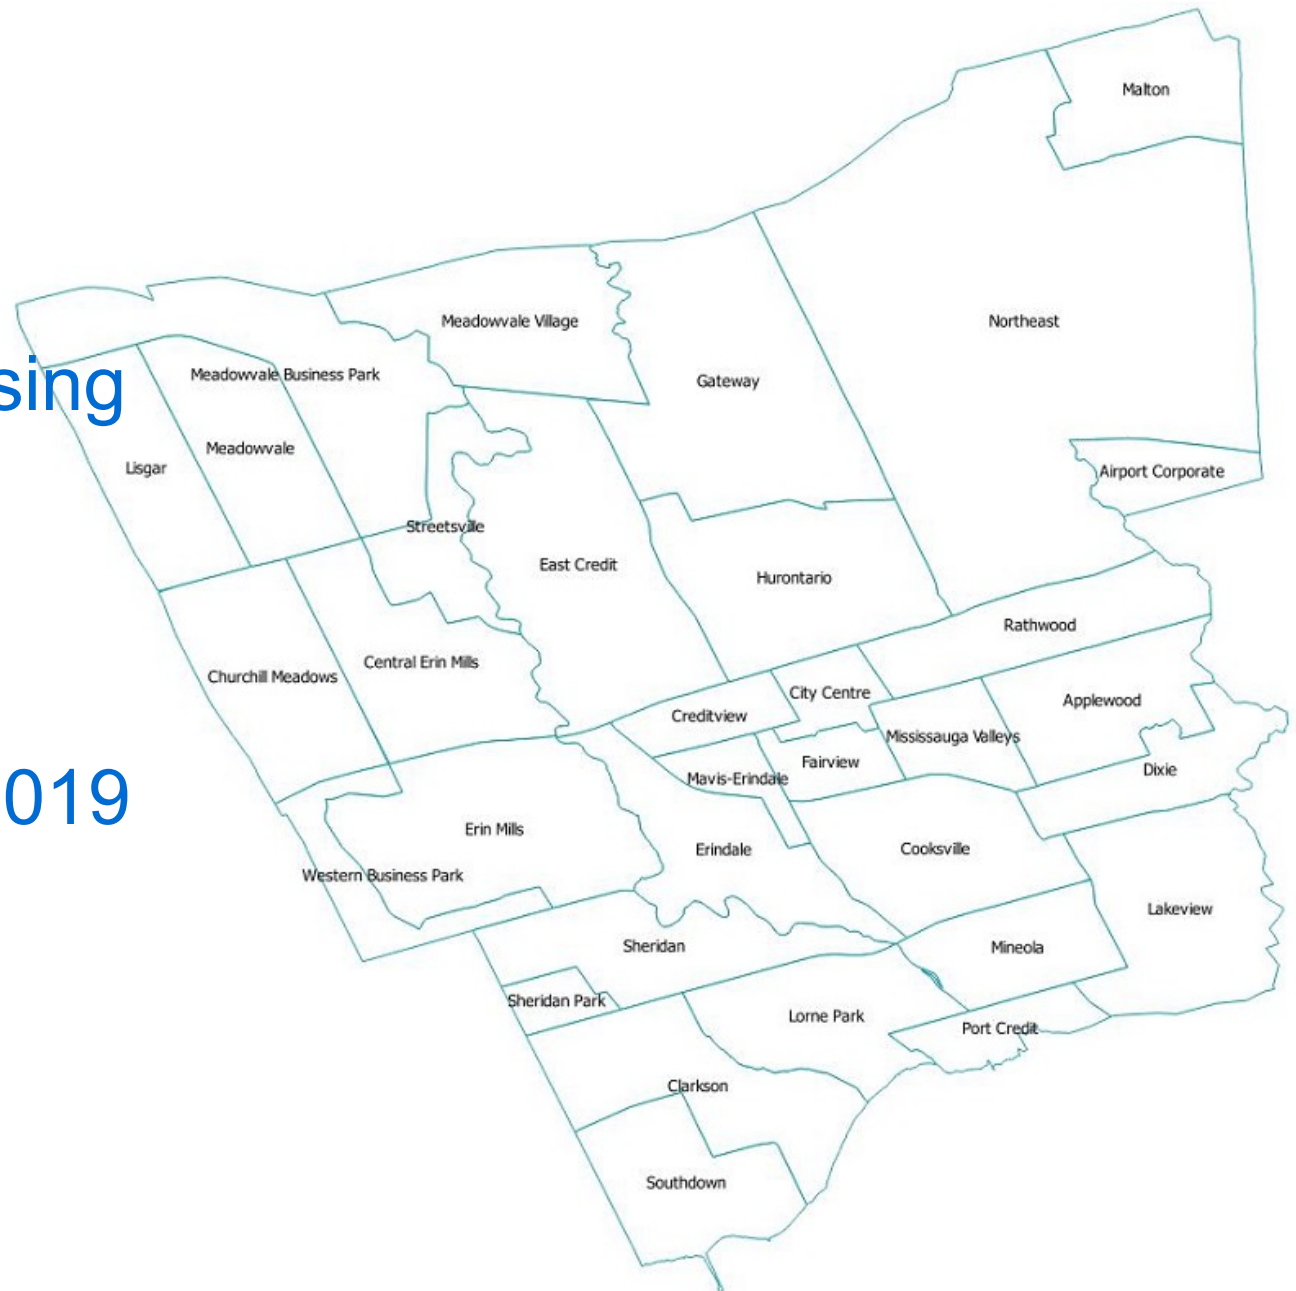 Malton
Meadowvale Village
Northeast
Meadowvale Business Park
Gateway
sing
Meadowvale
Lisgar
Airport Corporate
Streetsville
East Credit
Hurontario
Rathwood
Central Erin Mills
Churchill Meadows
City Centre
Applewood
Creditview
Mississauga Valleys
Fairview
Dixie
Mavis-Erindale
019
Erin Mills
Erindale
Cooksville
Western Business Park
Lakeview
Sheridan
Mineola
Sheridan Park
Lorne Park
Port Credit
Clarkson
Southdown